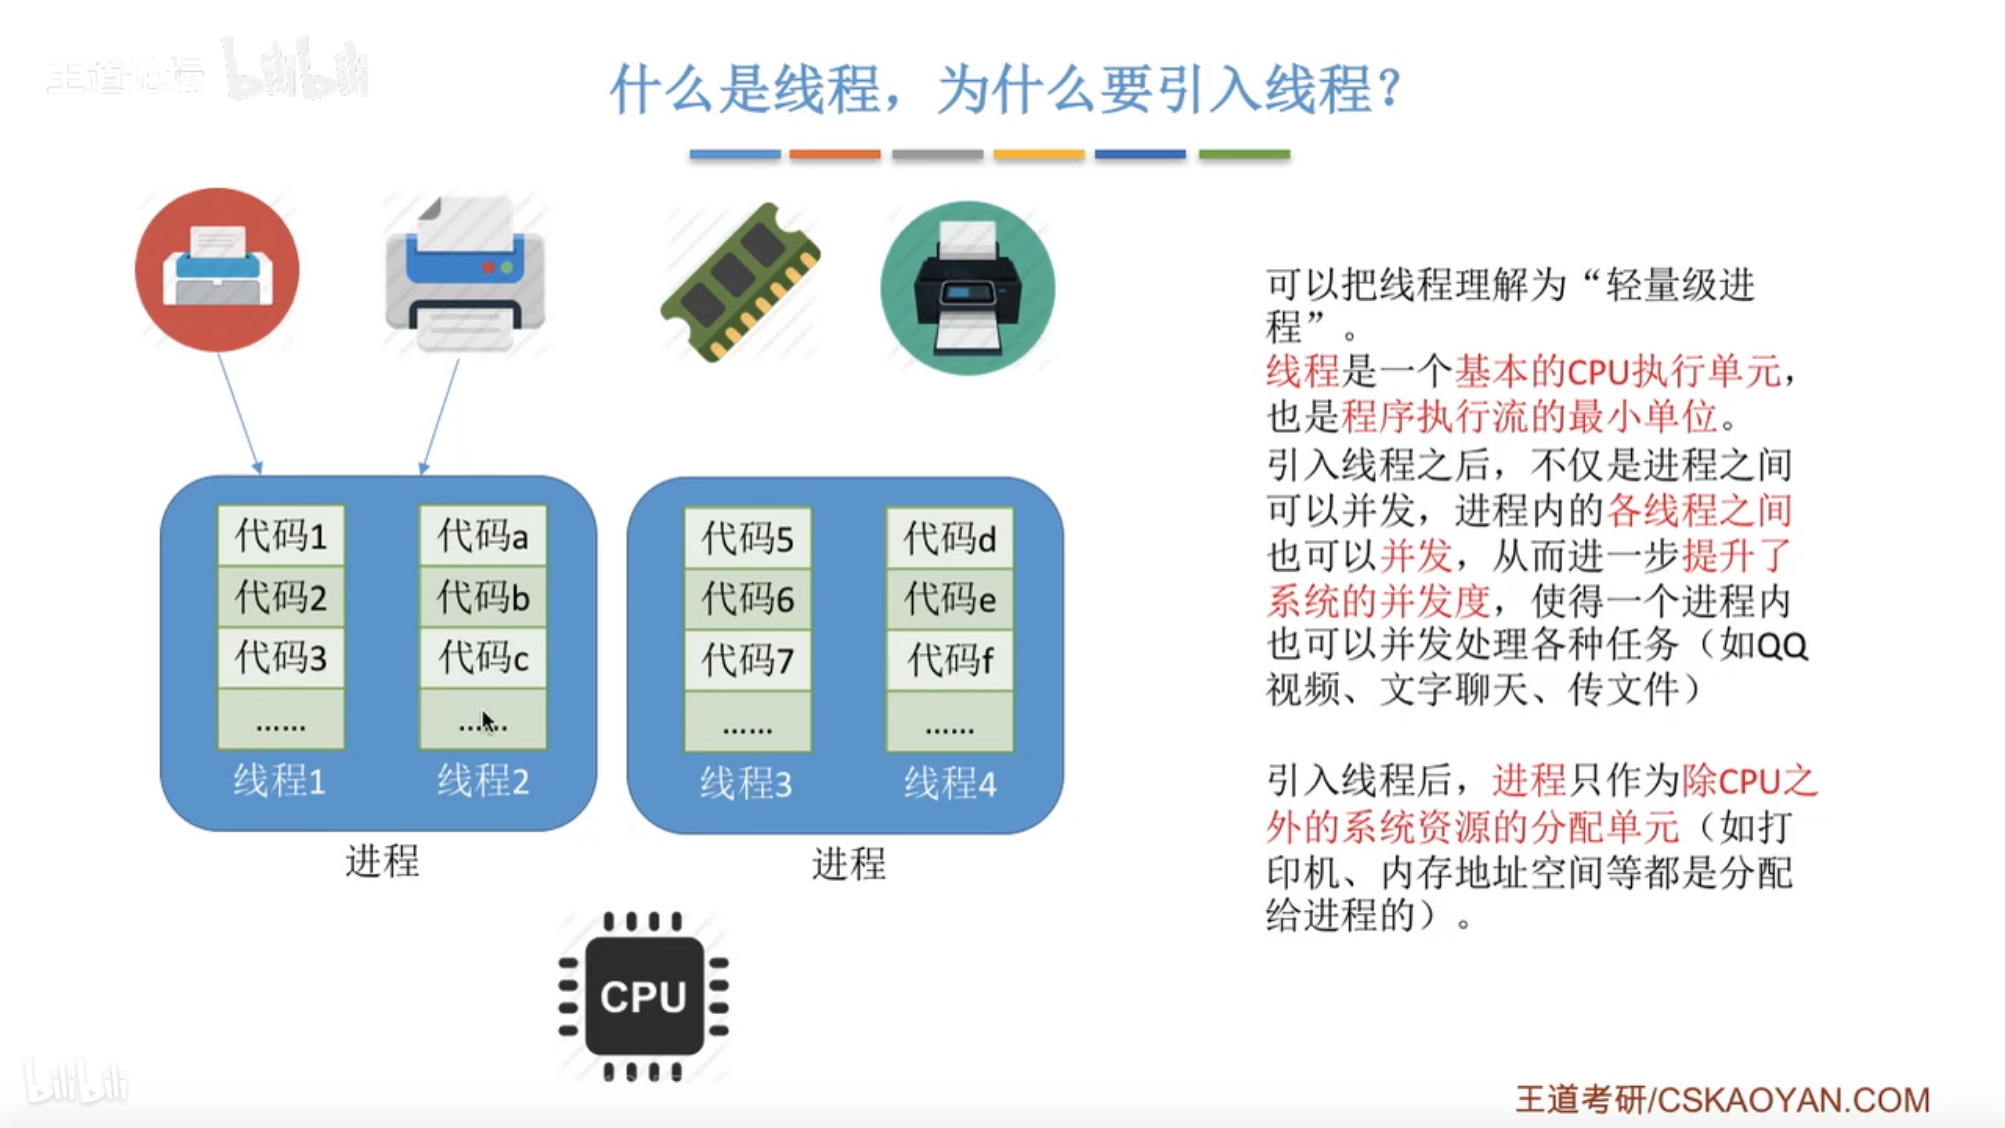 王道论坛 bilibili
什么是线程，为什么要引入线程？
可以把线程理解为“轻量级进
程”。
线程是一个基本的CPU执行单元，
也是程序执行流的最小单位。
引入线程之后，不仅是进程之间
可以并发，进程内的各线程之间
也可以并发，从而进一步提升了
系统的并发度，使得一个进程内
也可以并发处理各种任务（如QQ
视频、文字聊天、传文件）
引入线程后，进程只作为除CPU之
外的系统资源的分配单元（如打
印机、内存地址空间等都是分配
给进程的）。
代码1
代码2
代码3
……
线程1
代码a
代码b
代码c
……
线程2
进程
代码5
代码6
代码7
……
线程3
代码d
代码e
代码f
……
线程4
进程
CPU
bilibili
王道考研/CSKAOYAN.COM